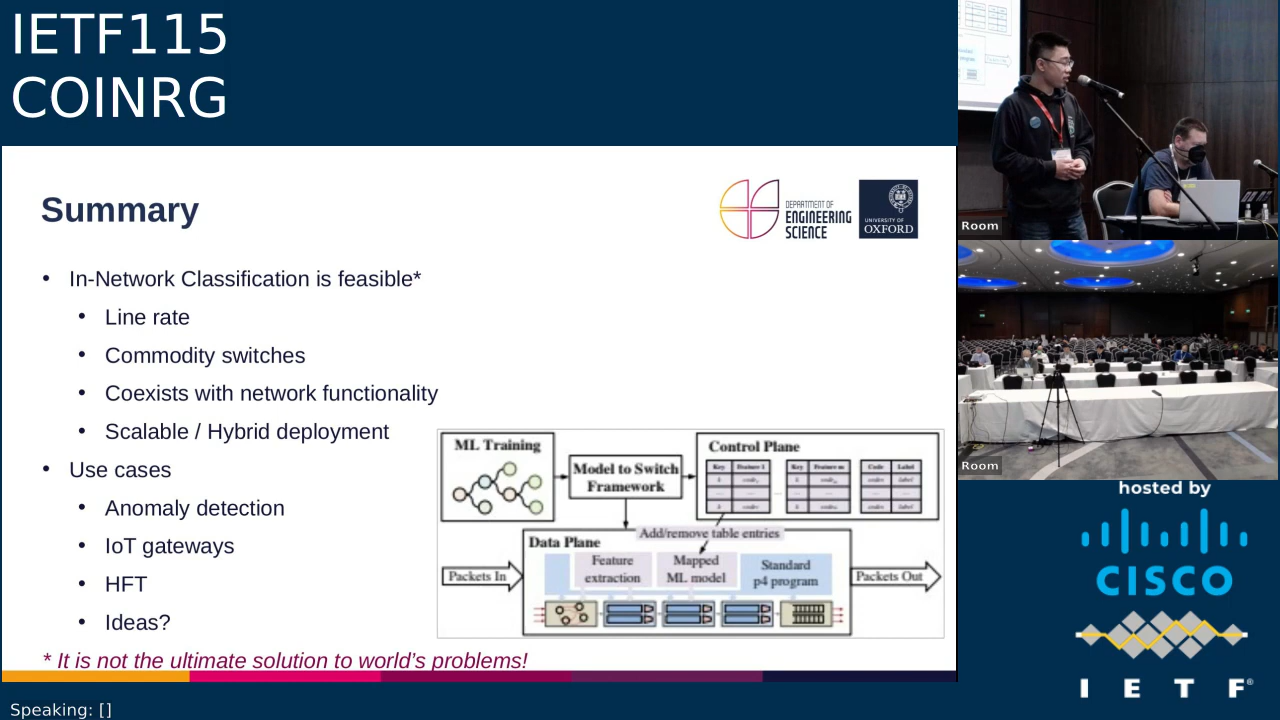 IETF115
COINRG
Summary
DEPARTMENT OF
ENGINEERING
SCIENCE
UNIVERSITY OF
OXFORD
• In-Network Classification is feasible*
• Line rate
• Commodity switches
• Coexists with network functionality
• Scalable / Hybrid deployment
• Use cases
• Anomaly detection
• IoT gateways
• HFT
• Ideas?
* It is not the ultimate solution to world's problems!
ML Training
Model to Switch
Framework
Control Plane
Key Feature 1
Key Feature m
Code Label
Add/remove table entries
Data Plane
Packets In
Feature
extraction
Mapped
ML model
Standard
p4 program
Packets Out
Room
Room
hosted by
CISCO
I E T F®
Speaking: []